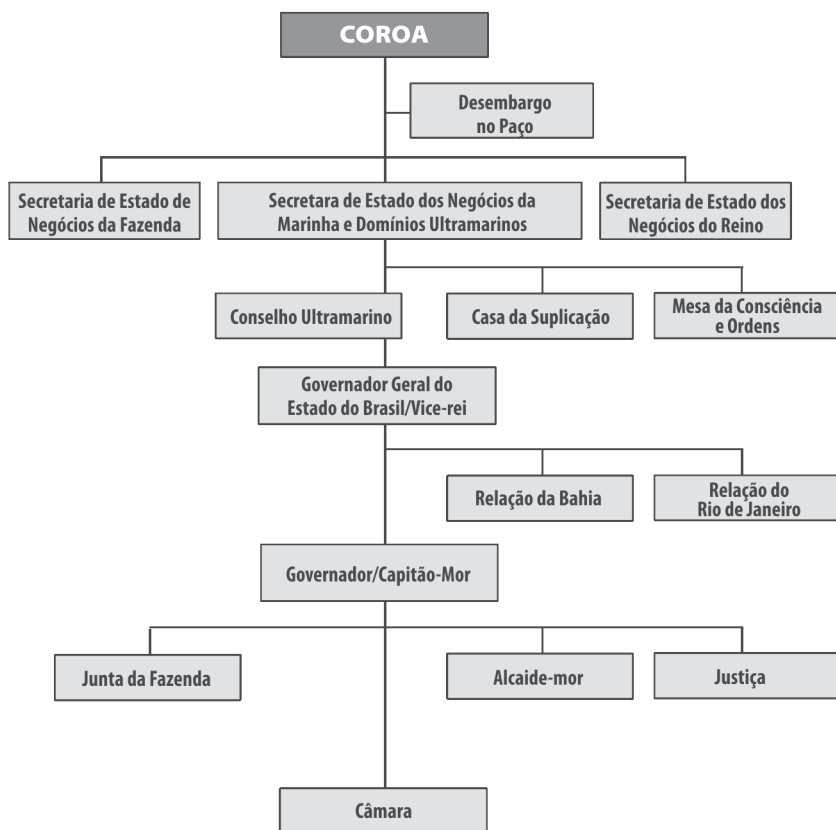 COROA
Desembargo
no Paço
Secretaria de Estado de
Negócios da Fazenda
Secretara de Estado dos Negócios da
Marinha e Domínios Ultramarinos
Secretaria de Estado dos
Negócios do Reino
Conselho Ultramarino
Casa da Suplicação
Mesa da Consciência
e Ordens
Governador Geral do
Estado do Brasil/Vice-rei
Relação da Bahia
Relação do
Rio de Janeiro
Governador/Capitão-Mor
Junta da Fazenda
Alcaide-mor
Justiça
Câmara